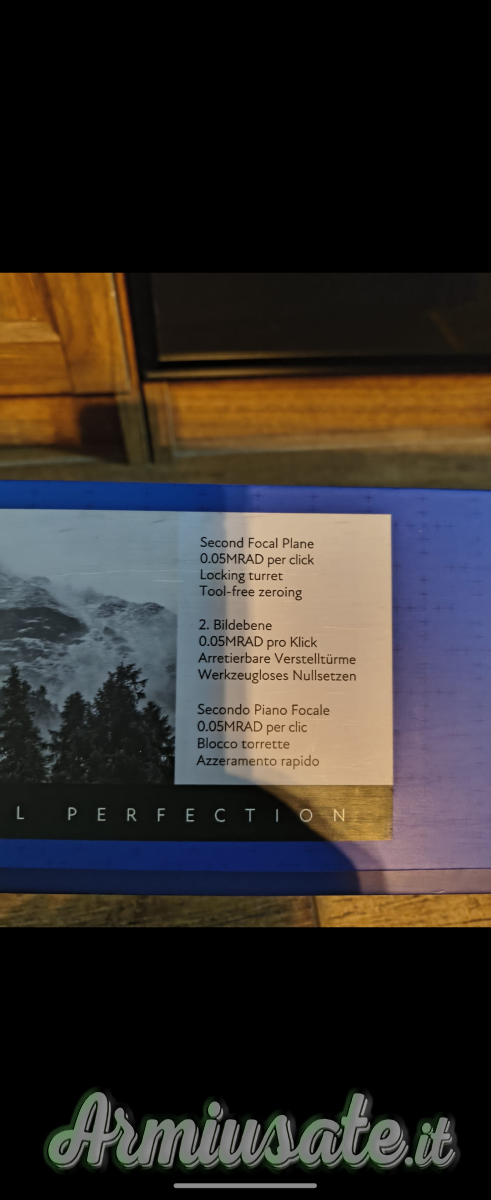 Second Focal Plane
0.05MRAD per click
Locking turret
Tool-free zeroing
2. Bildebene
0.05MRAD pro Klick
Arretierbare Verstelltürme
Werkzeugloses Nullsetzen
Secondo Piano Focale
0.05MRAD per clic
Blocco torrette
Azzeramento rapido
L PERFECTION
Armiusate.it